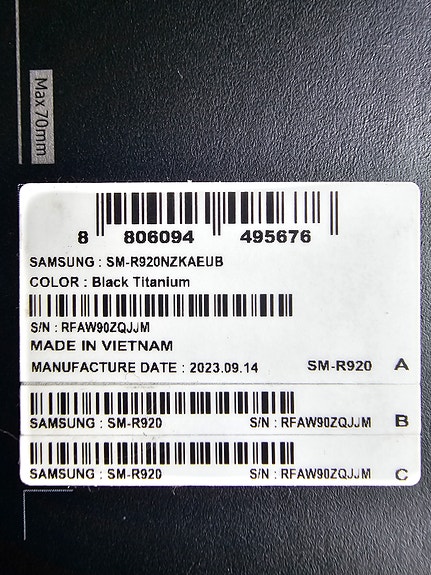 Max 70mm
8 806094 495676
SAMSUNG : SM-R920NZKAEUB
COLOR : Black Titanium
S/N : RFAW90ZQJJM
MADE IN VIETNAM
MANUFACTURE DATE : 2023.09.14 SM-R920 A
SAMSUNG : SM-R920 S/N : RFAW90ZQJJM B
SAMSUNG : SM-R920 S/N : RFAW90ZQJJM C